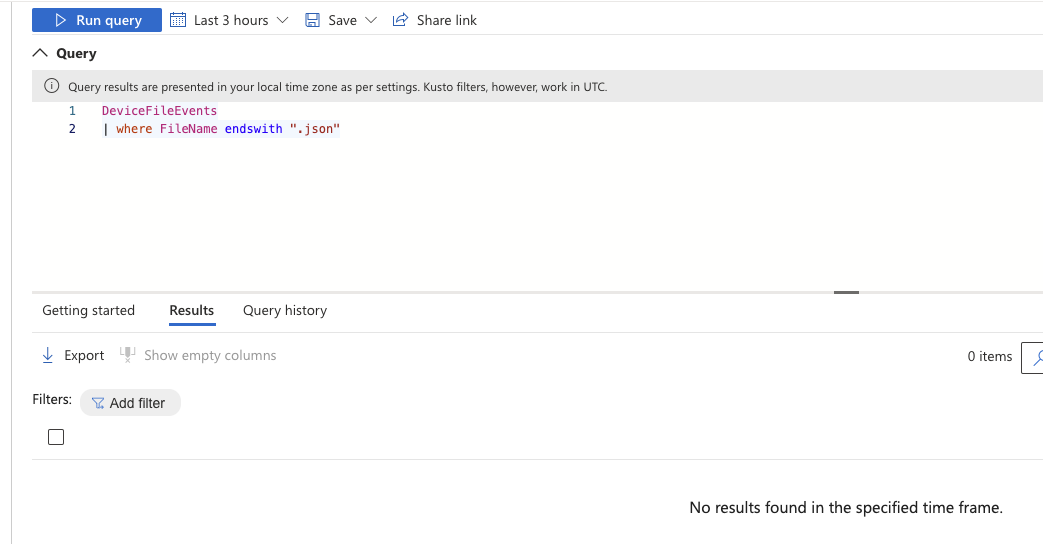 Run query Last 3 hours Save Share link
Query
Query results are presented in your local time zone as per settings. Kusto filters, however, work in UTC.
1 DeviceFileEvents
2 | where FileName endswith ".json"
Getting started Results Query history
Export Show empty columns 0 items
Filters: Add filter
No results found in the specified time frame.